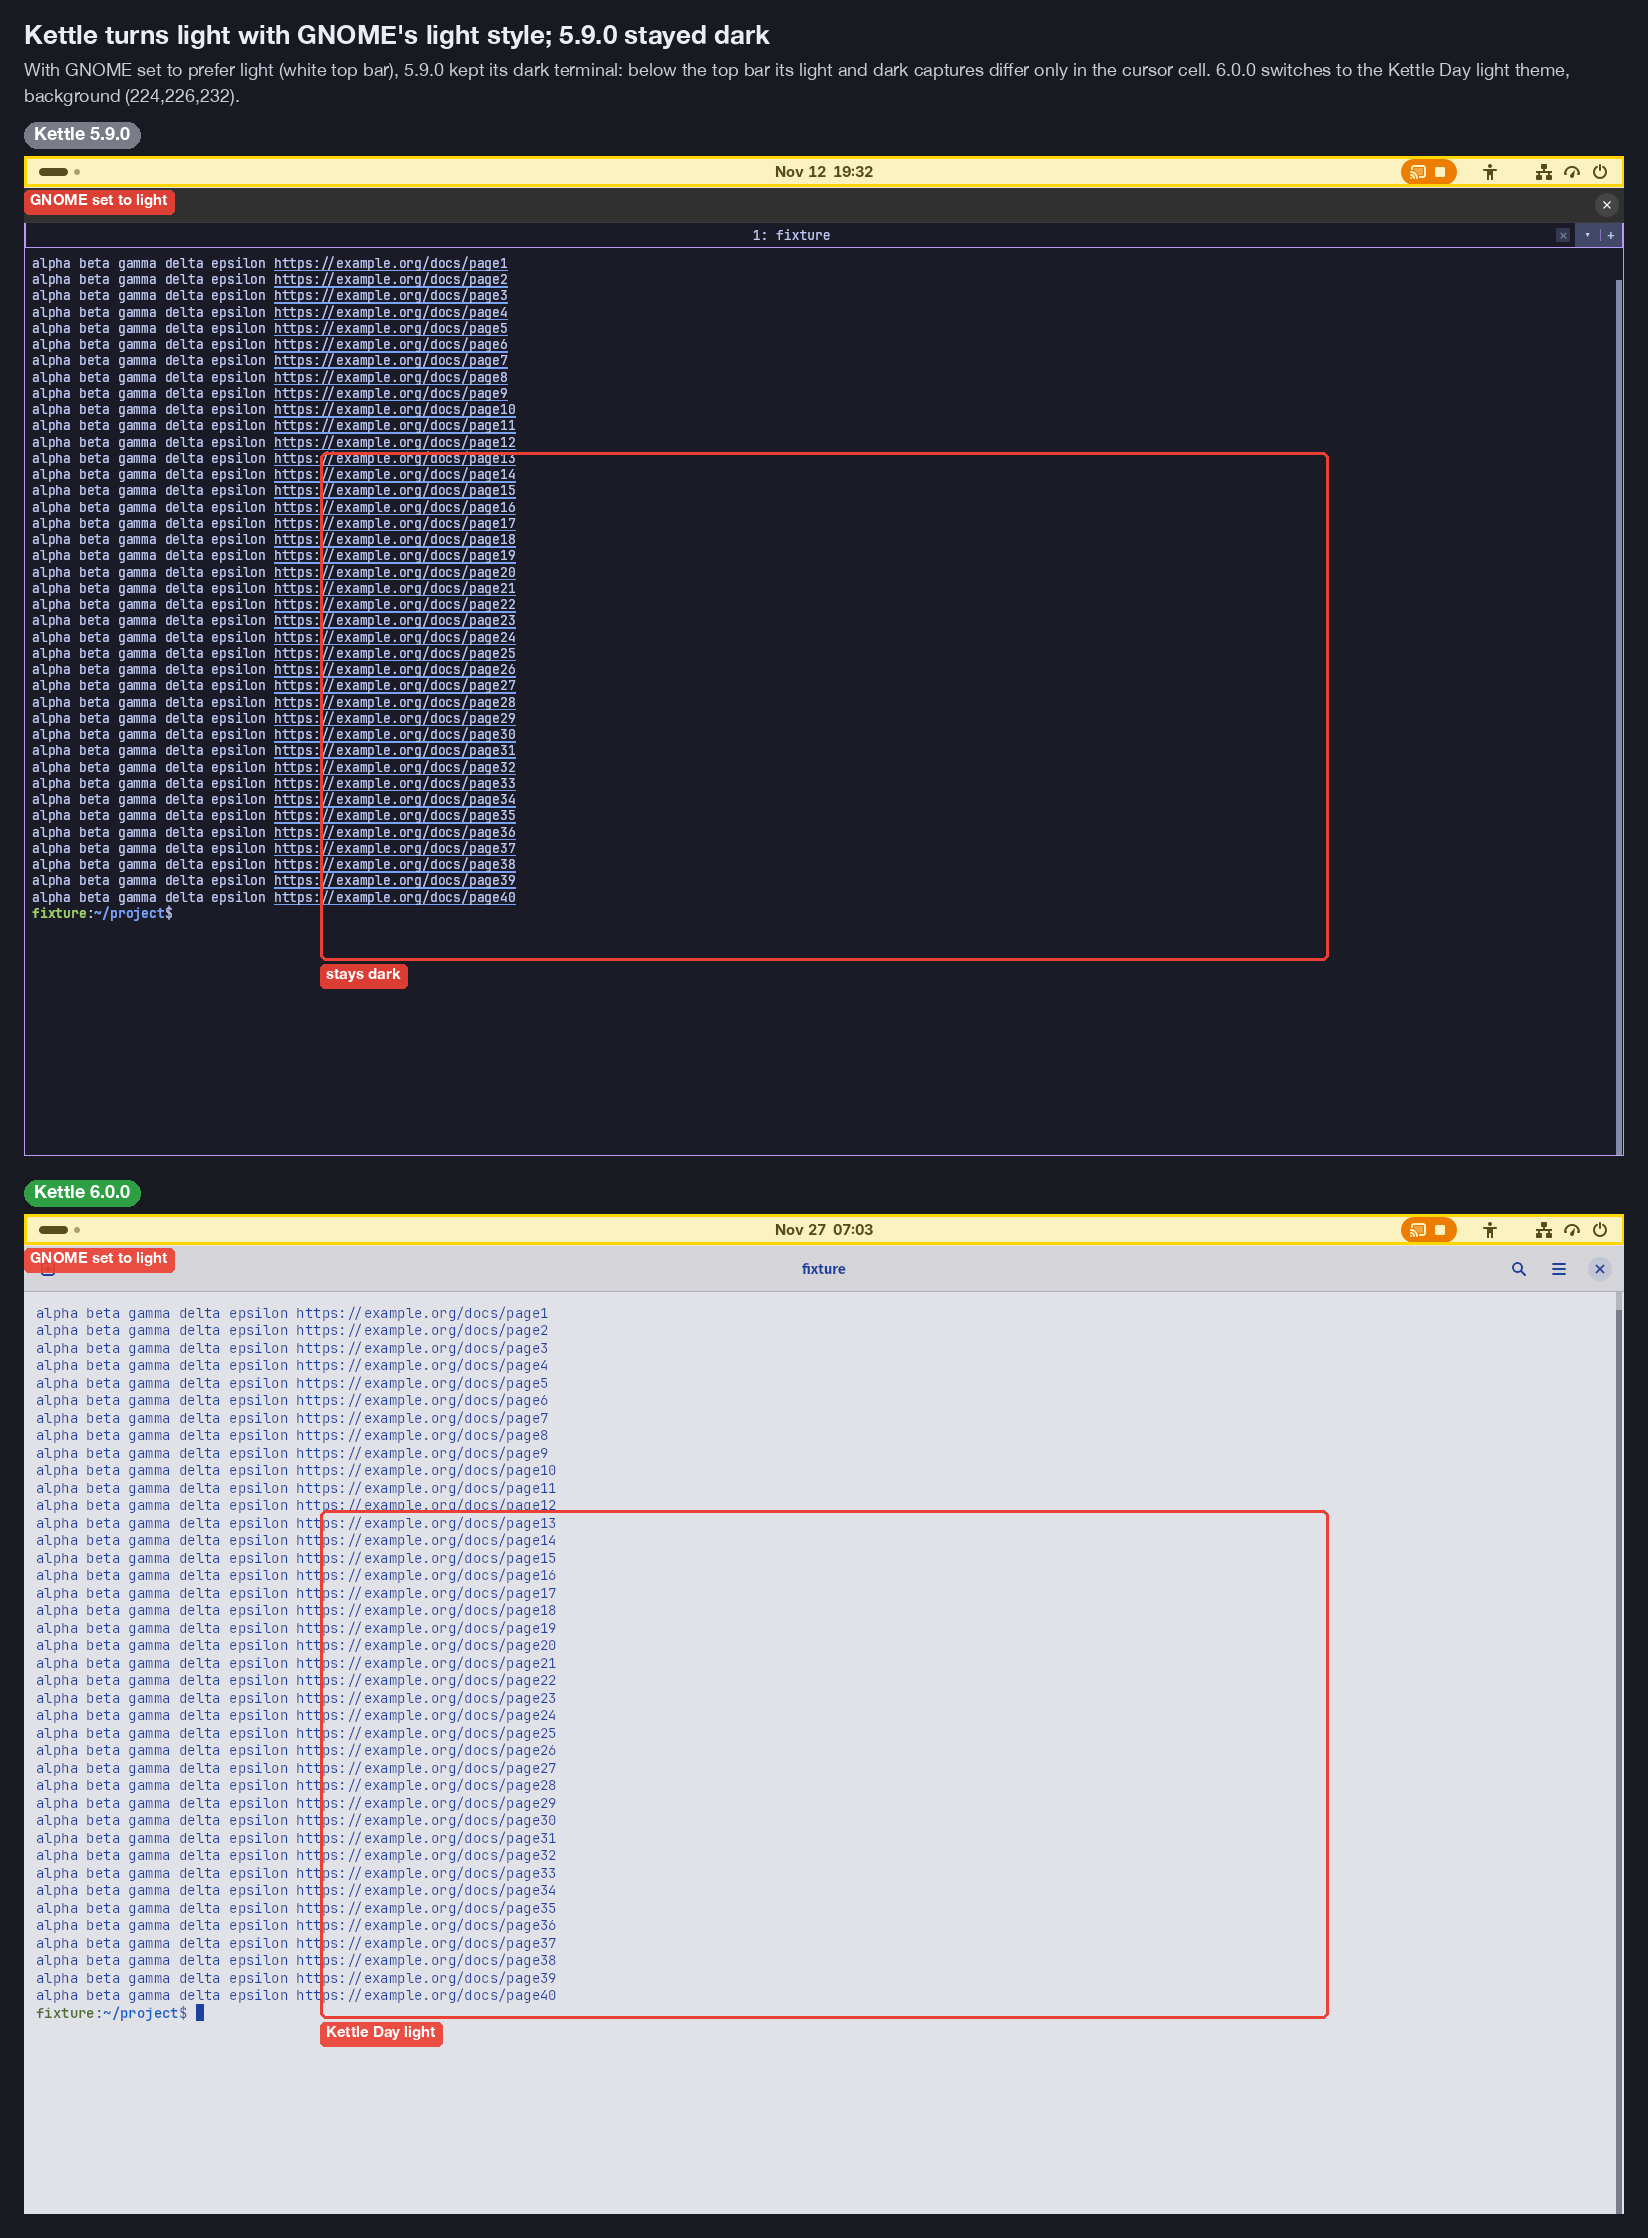 Kettle turns light with GNOME's light style; 5.9.0 stayed dark
With GNOME set to prefer light (white top bar), 5.9.0 kept its dark terminal: below the top bar its light and dark captures differ only in the cursor cell. 6.0.0 switches to the Kettle Day light theme,
background (224,226,232).
Kettle 5.9.0
Nov 12 19:32
GNOME set to light
1: fixture
alpha beta gamma delta epsilon https://example.org/docs/page1
alpha beta gamma delta epsilon https://example.org/docs/page2
alpha beta gamma delta epsilon https://example.org/docs/page3
alpha beta gamma delta epsilon https://example.org/docs/page4
alpha beta gamma delta epsilon https://example.org/docs/page5
alpha beta gamma delta epsilon https://example.org/docs/page6
alpha beta gamma delta epsilon https://example.org/docs/page7
alpha beta gamma delta epsilon https://example.org/docs/page8
alpha beta gamma delta epsilon https://example.org/docs/page9
alpha beta gamma delta epsilon https://example.org/docs/page10
alpha beta gamma delta epsilon https://example.org/docs/page11
alpha beta gamma delta epsilon https://example.org/docs/page12
alpha beta gamma delta epsilon https://example.org/docs/page13
alpha beta gamma delta epsilon https://example.org/docs/page14
alpha beta gamma delta epsilon https://example.org/docs/page15
alpha beta gamma delta epsilon https://example.org/docs/page16
alpha beta gamma delta epsilon https://example.org/docs/page17
alpha beta gamma delta epsilon https://example.org/docs/page18
alpha beta gamma delta epsilon https://example.org/docs/page19
alpha beta gamma delta epsilon https://example.org/docs/page20
alpha beta gamma delta epsilon https://example.org/docs/page21
alpha beta gamma delta epsilon https://example.org/docs/page22
alpha beta gamma delta epsilon https://example.org/docs/page23
alpha beta gamma delta epsilon https://example.org/docs/page24
alpha beta gamma delta epsilon https://example.org/docs/page25
alpha beta gamma delta epsilon https://example.org/docs/page26
alpha beta gamma delta epsilon https://example.org/docs/page27
alpha beta gamma delta epsilon https://example.org/docs/page28
alpha beta gamma delta epsilon https://example.org/docs/page29
alpha beta gamma delta epsilon https://example.org/docs/page30
alpha beta gamma delta epsilon https://example.org/docs/page31
alpha beta gamma delta epsilon https://example.org/docs/page32
alpha beta gamma delta epsilon https://example.org/docs/page33
alpha beta gamma delta epsilon https://example.org/docs/page34
alpha beta gamma delta epsilon https://example.org/docs/page35
alpha beta gamma delta epsilon https://example.org/docs/page36
alpha beta gamma delta epsilon https://example.org/docs/page37
alpha beta gamma delta epsilon https://example.org/docs/page38
alpha beta gamma delta epsilon https://example.org/docs/page39
alpha beta gamma delta epsilon https://example.org/docs/page40
fixture:~/project$
stays dark
Kettle 6.0.0
Nov 27 07:03
GNOME set to light
fixture
alpha beta gamma delta epsilon https://example.org/docs/page1
alpha beta gamma delta epsilon https://example.org/docs/page2
alpha beta gamma delta epsilon https://example.org/docs/page3
alpha beta gamma delta epsilon https://example.org/docs/page4
alpha beta gamma delta epsilon https://example.org/docs/page5
alpha beta gamma delta epsilon https://example.org/docs/page6
alpha beta gamma delta epsilon https://example.org/docs/page7
alpha beta gamma delta epsilon https://example.org/docs/page8
alpha beta gamma delta epsilon https://example.org/docs/page9
alpha beta gamma delta epsilon https://example.org/docs/page10
alpha beta gamma delta epsilon https://example.org/docs/page11
alpha beta gamma delta epsilon https://example.org/docs/page12
alpha beta gamma delta epsilon https://example.org/docs/page13
alpha beta gamma delta epsilon https://example.org/docs/page14
alpha beta gamma delta epsilon https://example.org/docs/page15
alpha beta gamma delta epsilon https://example.org/docs/page16
alpha beta gamma delta epsilon https://example.org/docs/page17
alpha beta gamma delta epsilon https://example.org/docs/page18
alpha beta gamma delta epsilon https://example.org/docs/page19
alpha beta gamma delta epsilon https://example.org/docs/page20
alpha beta gamma delta epsilon https://example.org/docs/page21
alpha beta gamma delta epsilon https://example.org/docs/page22
alpha beta gamma delta epsilon https://example.org/docs/page23
alpha beta gamma delta epsilon https://example.org/docs/page24
alpha beta gamma delta epsilon https://example.org/docs/page25
alpha beta gamma delta epsilon https://example.org/docs/page26
alpha beta gamma delta epsilon https://example.org/docs/page27
alpha beta gamma delta epsilon https://example.org/docs/page28
alpha beta gamma delta epsilon https://example.org/docs/page29
alpha beta gamma delta epsilon https://example.org/docs/page30
alpha beta gamma delta epsilon https://example.org/docs/page31
alpha beta gamma delta epsilon https://example.org/docs/page32
alpha beta gamma delta epsilon https://example.org/docs/page33
alpha beta gamma delta epsilon https://example.org/docs/page34
alpha beta gamma delta epsilon https://example.org/docs/page35
alpha beta gamma delta epsilon https://example.org/docs/page36
alpha beta gamma delta epsilon https://example.org/docs/page37
alpha beta gamma delta epsilon https://example.org/docs/page38
alpha beta gamma delta epsilon https://example.org/docs/page39
alpha beta gamma delta epsilon https://example.org/docs/page40
fixture:~/project$
Kettle Day light